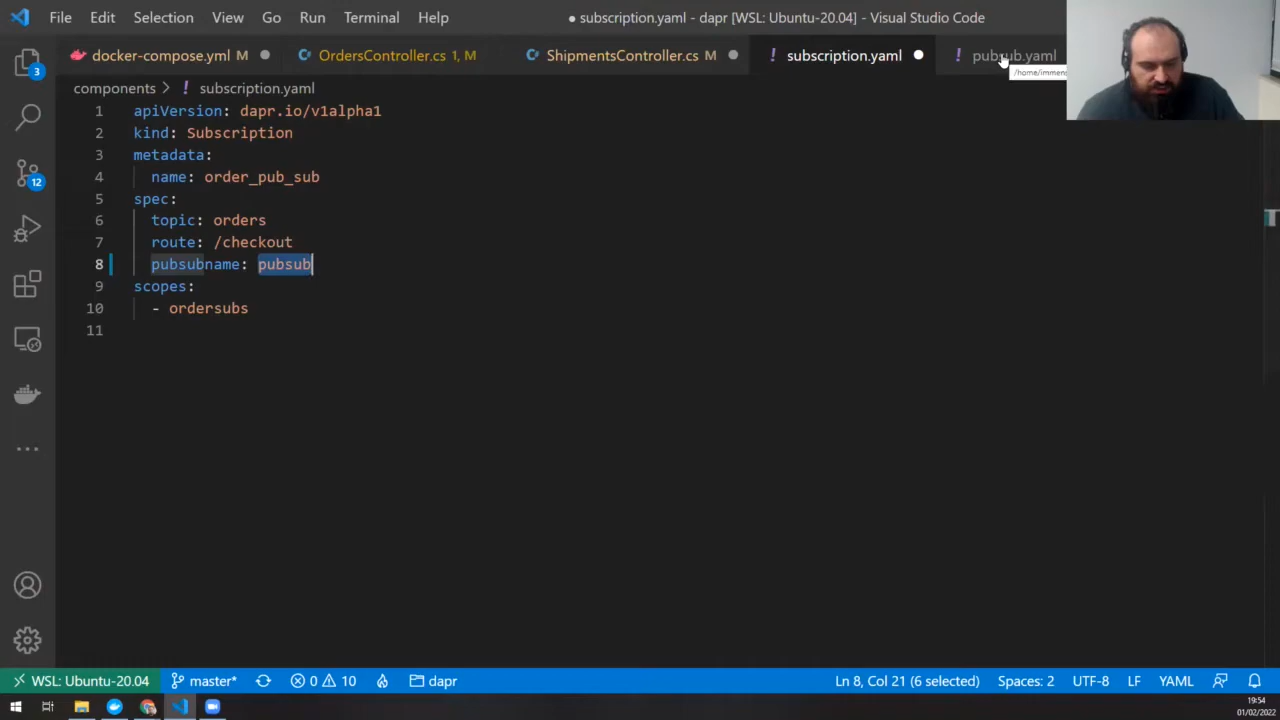 File Edit Selection View Go Run Terminal Help
● subscription.yaml - dapr [WSL: Ubuntu-20.04] - Visual Studio Code
docker-compose.yml M
OrdersController.cs 1, M
ShipmentsController.cs M
! subscription.yaml
! pubsub.yaml
/home/immens
3
12
components > ! subscription.yaml
1 apiVersion: dapr.io/v1alpha1
2 kind: Subscription
3 metadata:
4 name: order_pub_sub
5 spec:
6 topic: orders
7 route: /checkout
8 pubsubname: pubsub
9 scopes:
10 - ordersubs
11
WSL: Ubuntu-20.04 master* 0 10 dapr Ln 8, Col 21 (6 selected) Spaces: 2 UTF-8 LF YAML
19:54
01/02/2022